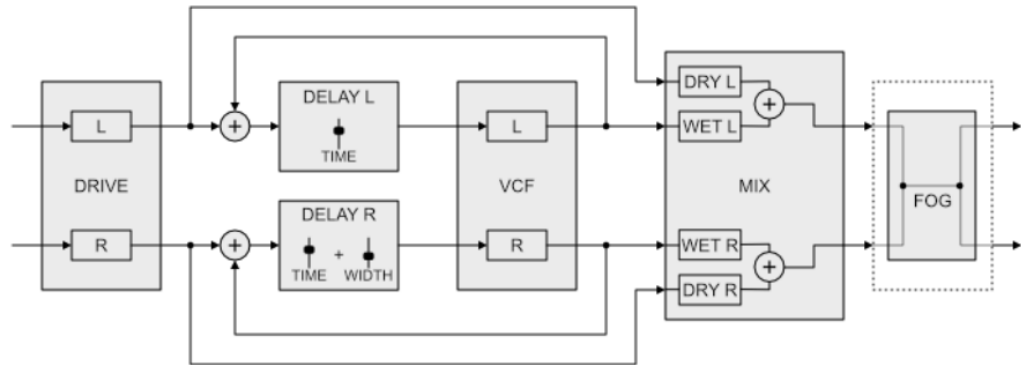 DELAY L
TIME
L
R
DRIVE
DELAY R
TIME + WIDTH
L
R
VCF
DRY L
WET L
MIX
WET R
DRY R
FOG
+
+
+
+